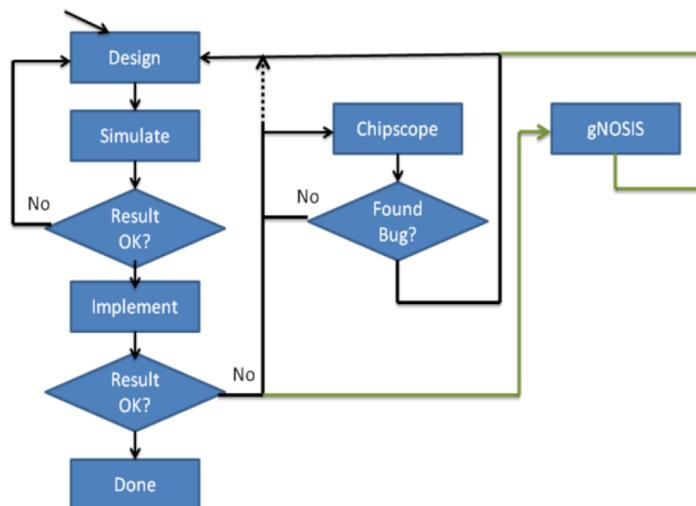 Design
Simulate
No
Result
OK?
Implement
No
Result
OK?
Done
Chipscope
No
Found
Bug?
gNOSIS